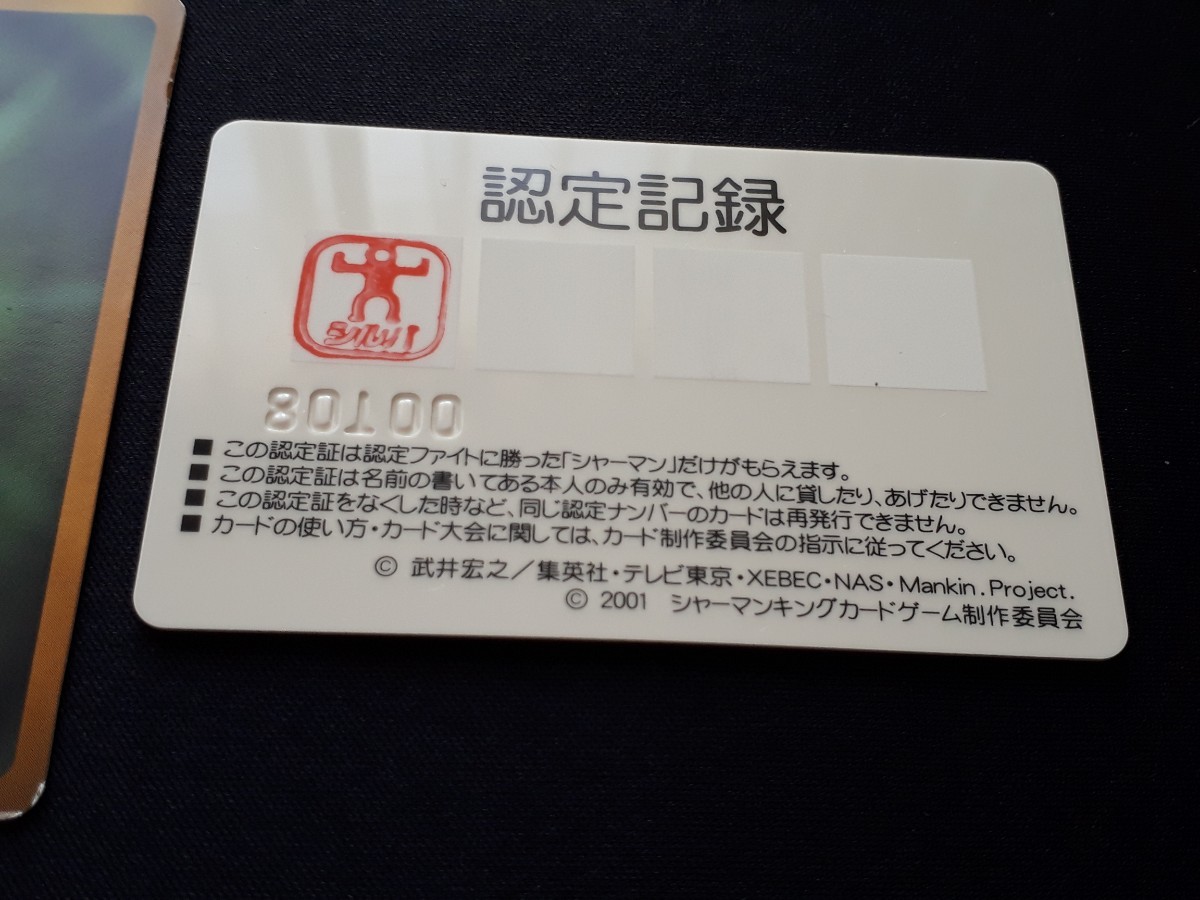 認定記録
シルバ
■ この認定証は認定ファイトに勝った「シャーマン」だけがもらえます。
■ この認定証は名前の書いてある本人のみ有効で、他の人に貸したり、あげたりできません。
■ この認定証をなくした時など、同じ認定ナンバーのカードは再発行できません。
■ カードの使い方・カード大会に関しては、カード制作委員会の指示に従ってください。
© 武井宏之／集英社・テレビ東京・XEBEC・NAS・Mankin.Project.
© 2001 シャーマンキングカードゲーム制作委員会